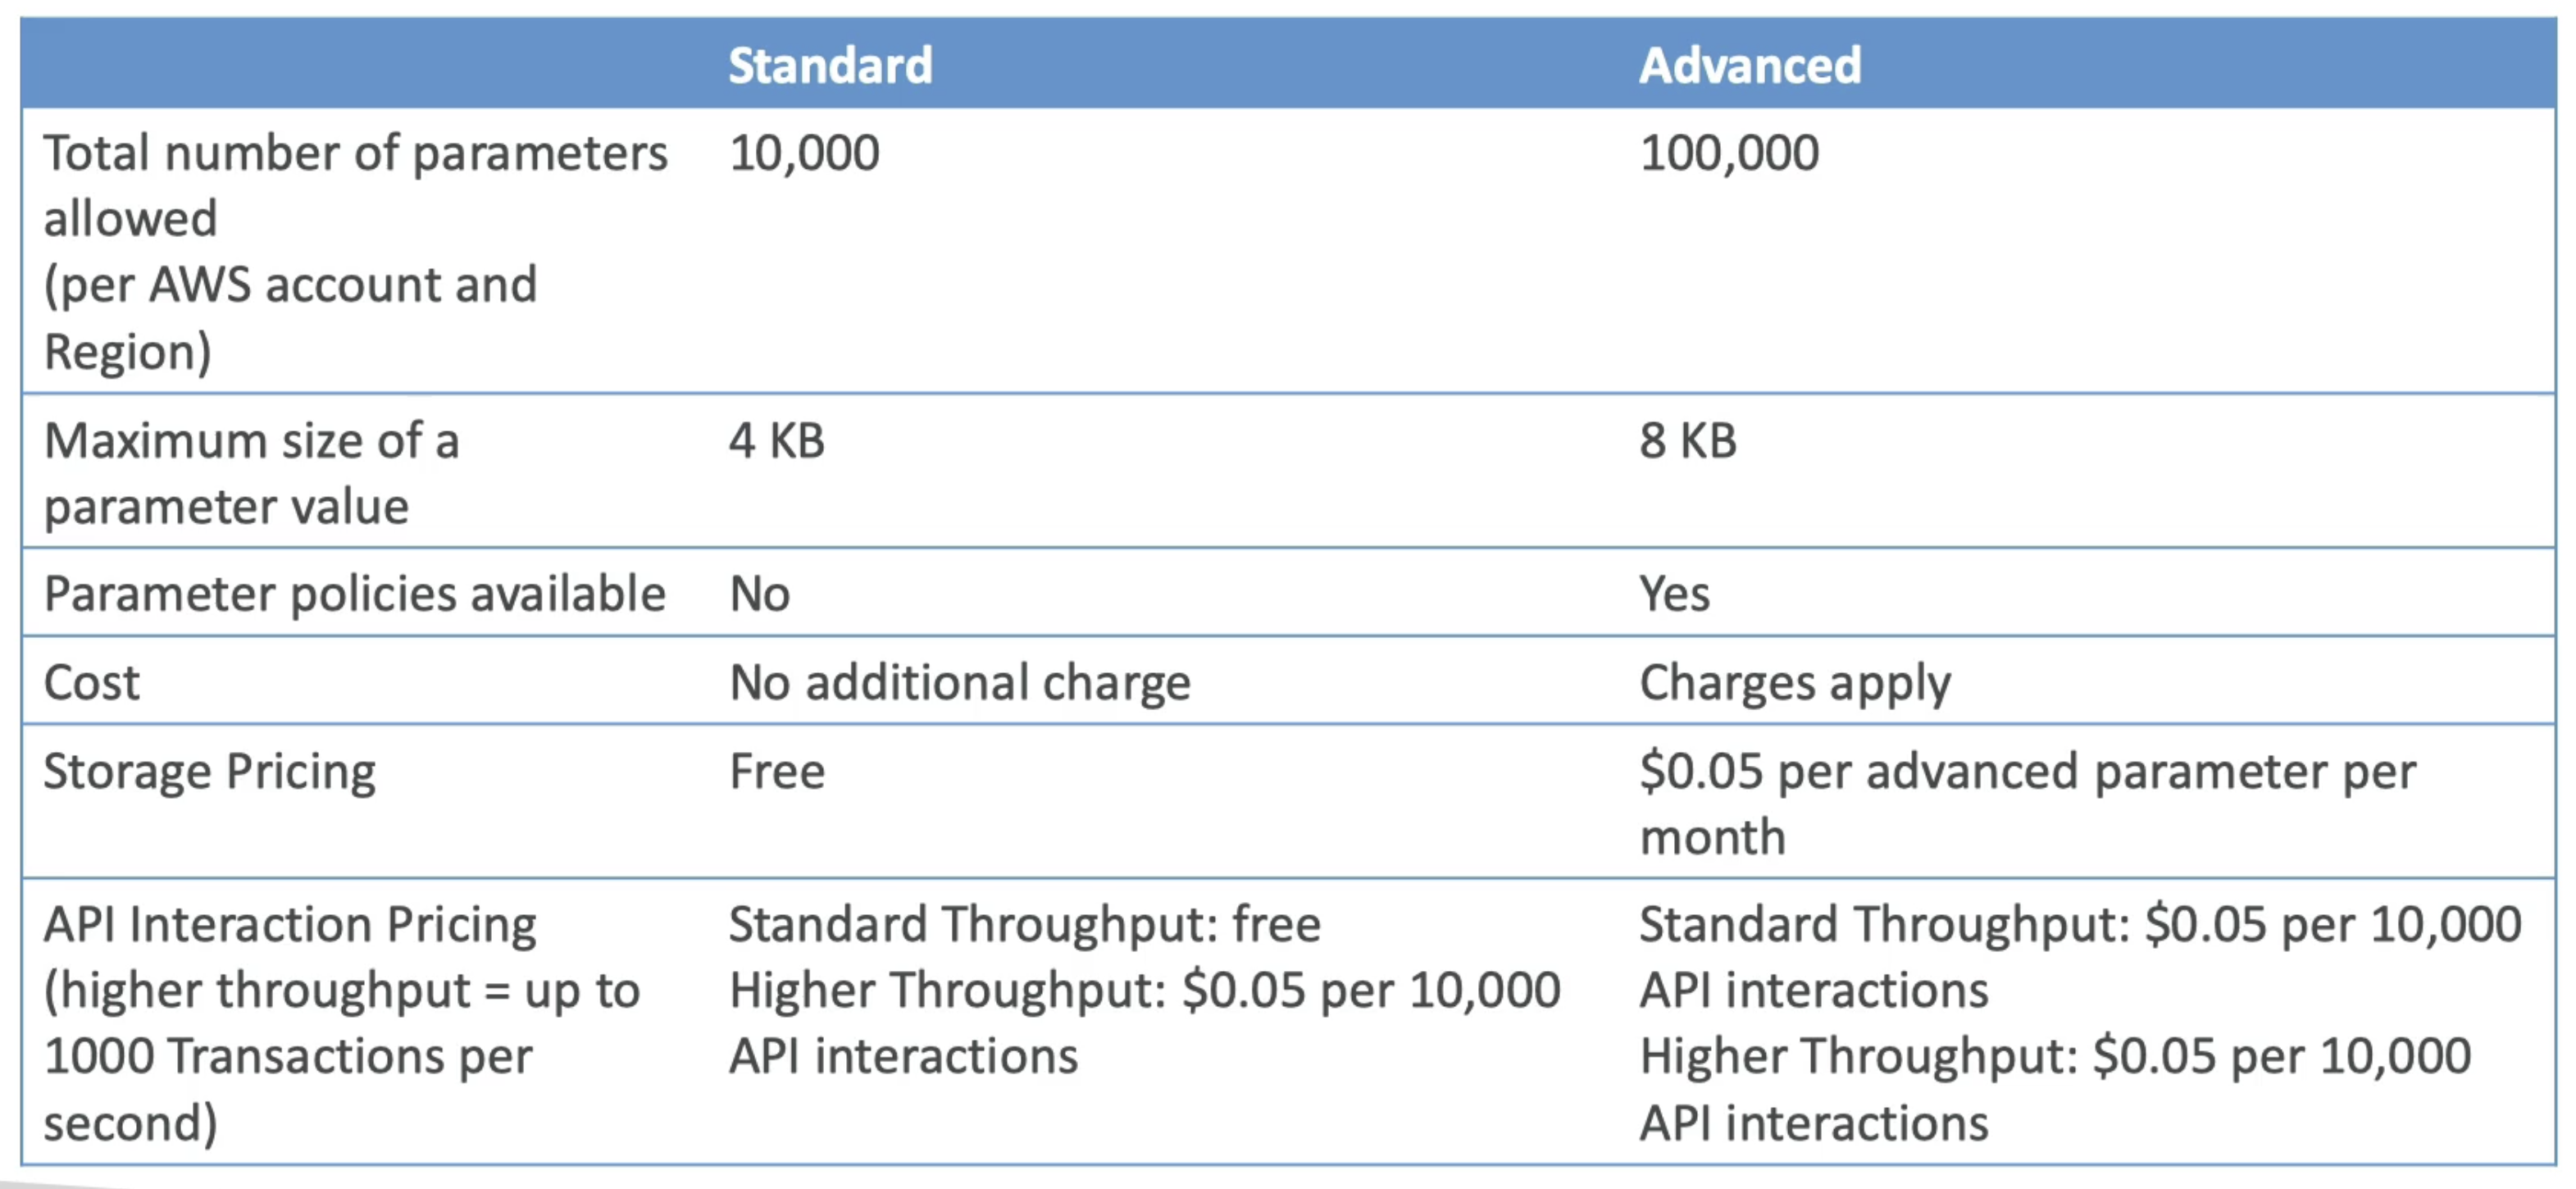 Standard Advanced
Total number of parameters 10,000 100,000
allowed
(per AWS account and
Region)
Maximum size of a 4 KB 8 KB
parameter value
Parameter policies available No Yes
Cost No additional charge Charges apply
Storage Pricing Free $0.05 per advanced parameter per
month
API Interaction Pricing Standard Throughput: free Standard Throughput: $0.05 per 10,000
(higher throughput = up to Higher Throughput: $0.05 per 10,000 API interactions
1000 Transactions per API interactions Higher Throughput: $0.05 per 10,000
second) API interactions